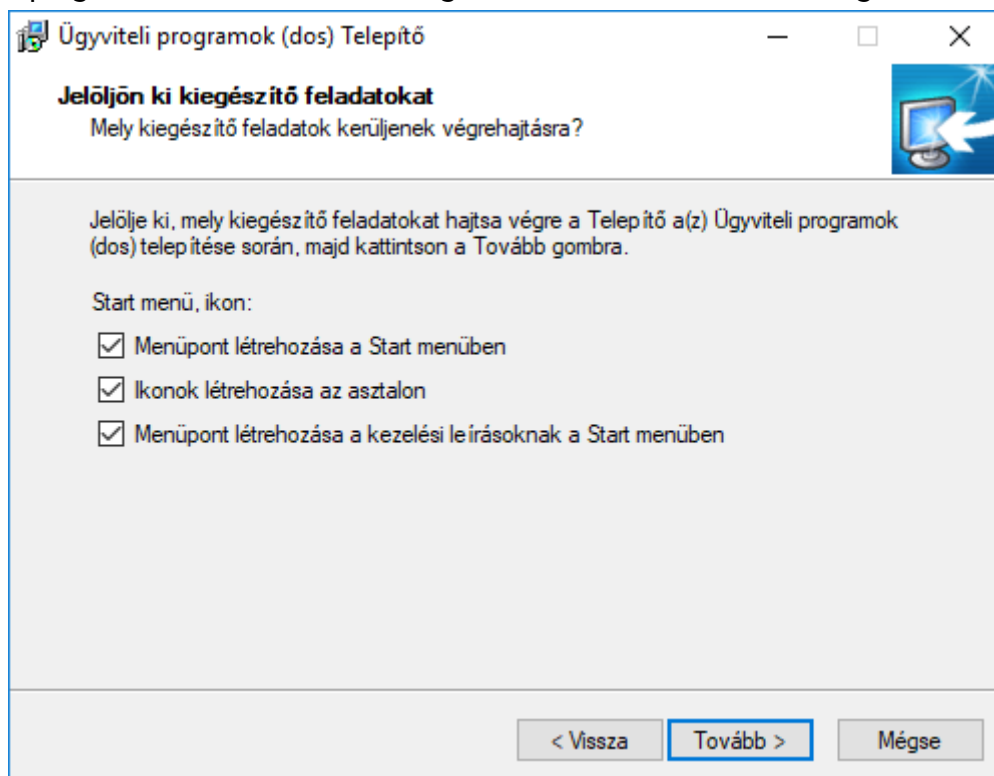 Ügyviteli programok (dos) Telepítő
Jelöljön ki kiegészítő feladatokat
Mely kiegészítő feladatok kerüljenek végrehajtásra?
Jelölje ki, mely kiegészítő feladatokat hajtsa végre a Telepítő a(z) Ügyviteli programok
(dos) telepítése során, majd kattintson a Tovább gombra.
Start menü, ikon:
Menüpont létrehozása a Start menüben
Ikonok létrehozása az asztalon
Menüpont létrehozása a kezelési leírásoknak a Start menüben
< Vissza
Tovább >
Mégse